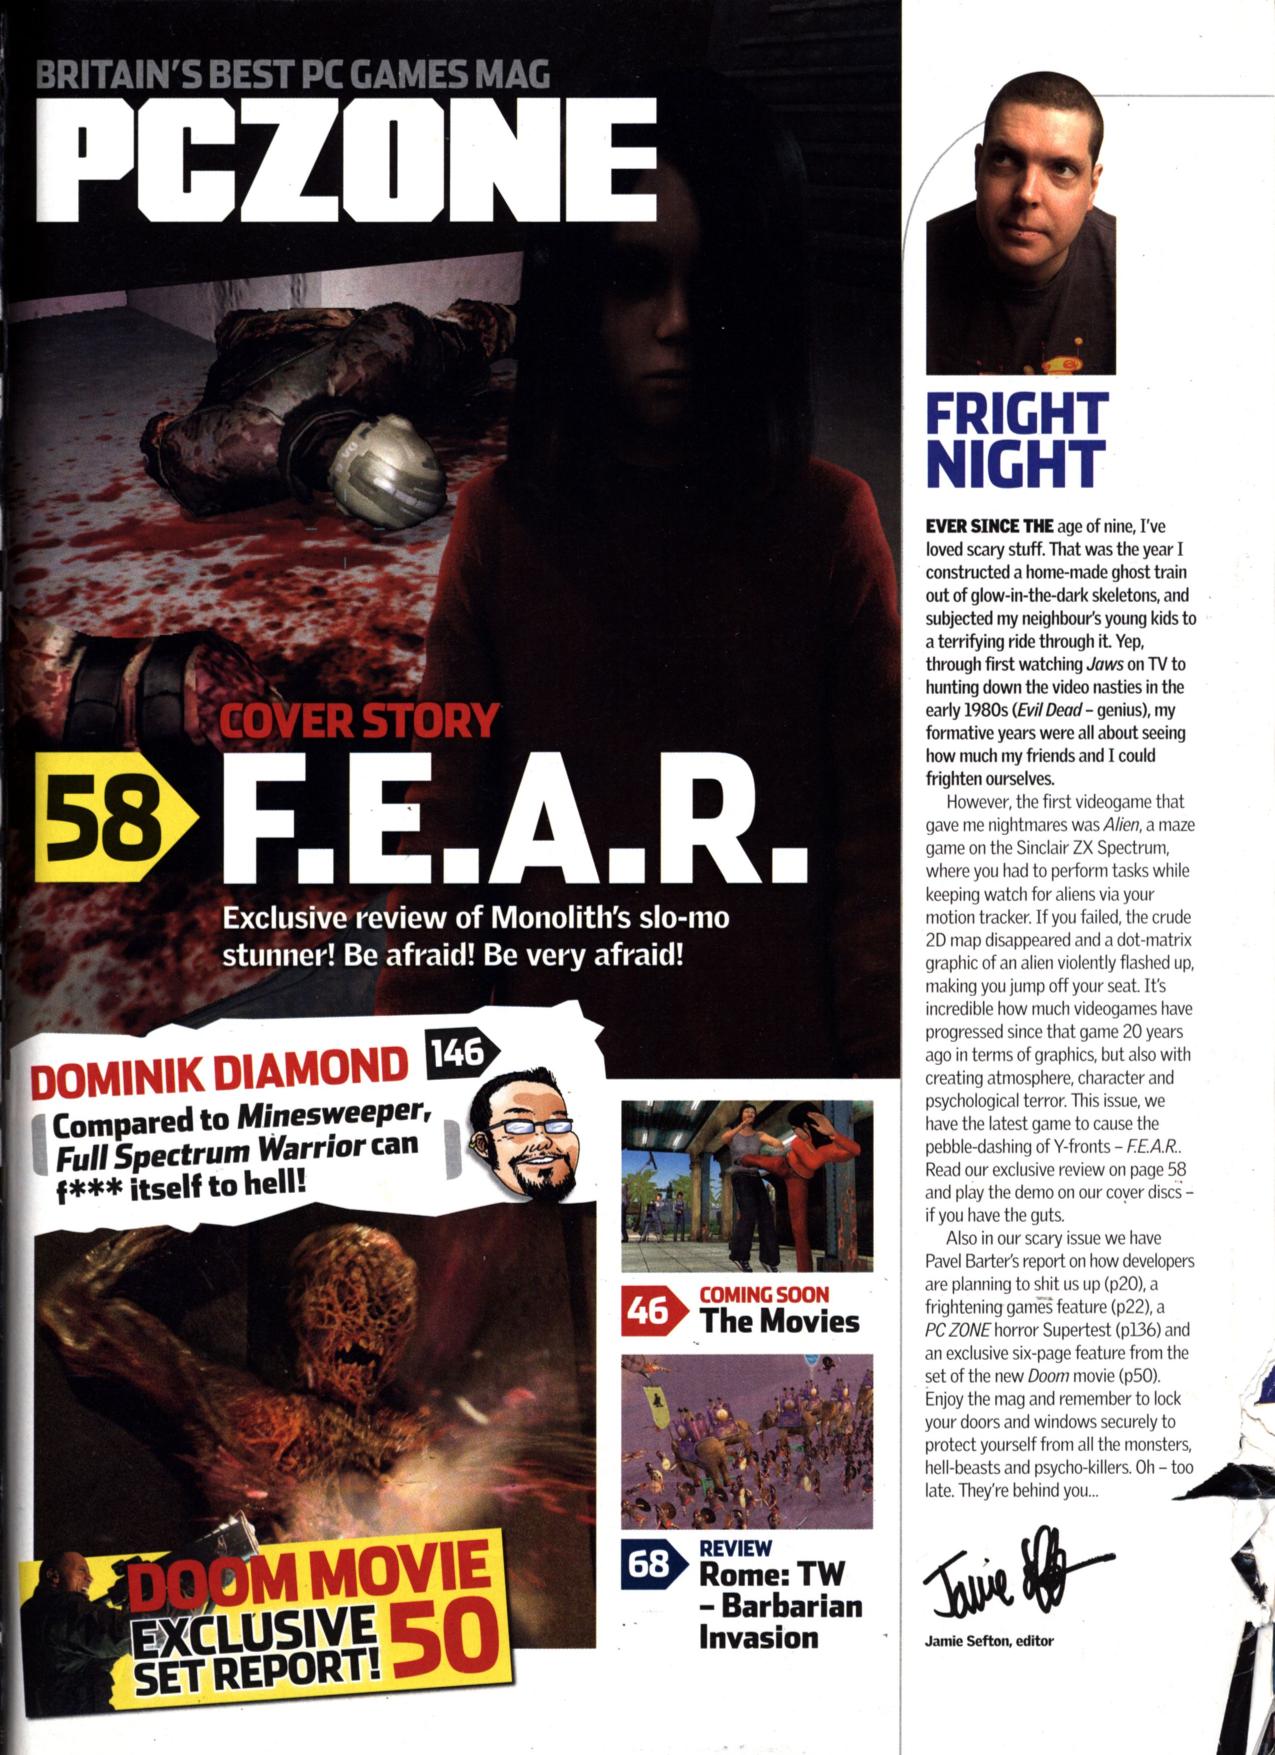 BRITAIN'S BEST PC GAMES MAG
PCZONE
COVER STORY
58
F.E.A.R.
Exclusive review of Monolith's slo-mo
stunner! Be afraid! Be very afraid!
DOMINIK DIAMOND
146
Compared to Minesweeper,
Full Spectrum Warrior can
f*** itself to hell!
DOOM MOVIE
EXCLUSIVE
SET REPORT!
50
46
COMING SOON
The Movies
68
REVIEW
Rome: TW
– Barbarian
Invasion
FRIGHT
NIGHT
EVER SINCE THE age of nine, I've
loved scary stuff. That was the year I
constructed a home-made ghost train
out of glow-in-the-dark skeletons, and
subjected my neighbour's young kids to
a terrifying ride through it. Yep,
through first watching Jaws on TV to
hunting down the video nasties in the
early 1980s (Evil Dead – genius), my
formative years were all about seeing
how much my friends and I could
frighten ourselves.
However, the first videogame that
gave me nightmares was Alien, a maze
game on the Sinclair ZX Spectrum,
where you had to perform tasks while
keeping watch for aliens via your
motion tracker. If you failed, the crude
2D map disappeared and a dot-matrix
graphic of an alien violently flashed up,
making you jump off your seat. It's
incredible how much videogames have
progressed since that game 20 years
ago in terms of graphics, but also with
creating atmosphere, character and
psychological terror. This issue, we
have the latest game to cause the
pebble-dashing of Y-fronts – F.E.A.R..
Read our exclusive review on page 58
and play the demo on our cover discs –
if you have the guts.
Also in our scary issue we have
Pavel Barter's report on how developers
are planning to shit us up (p20), a
frightening games feature (p22), a
PC ZONE horror Supertest (p136) and
an exclusive six-page feature from the
set of the new Doom movie (p50).
Enjoy the mag and remember to lock
your doors and windows securely to
protect yourself from all the monsters,
hell-beasts and psycho-killers. Oh – too
late. They're behind you...
Jamie Sefton, editor